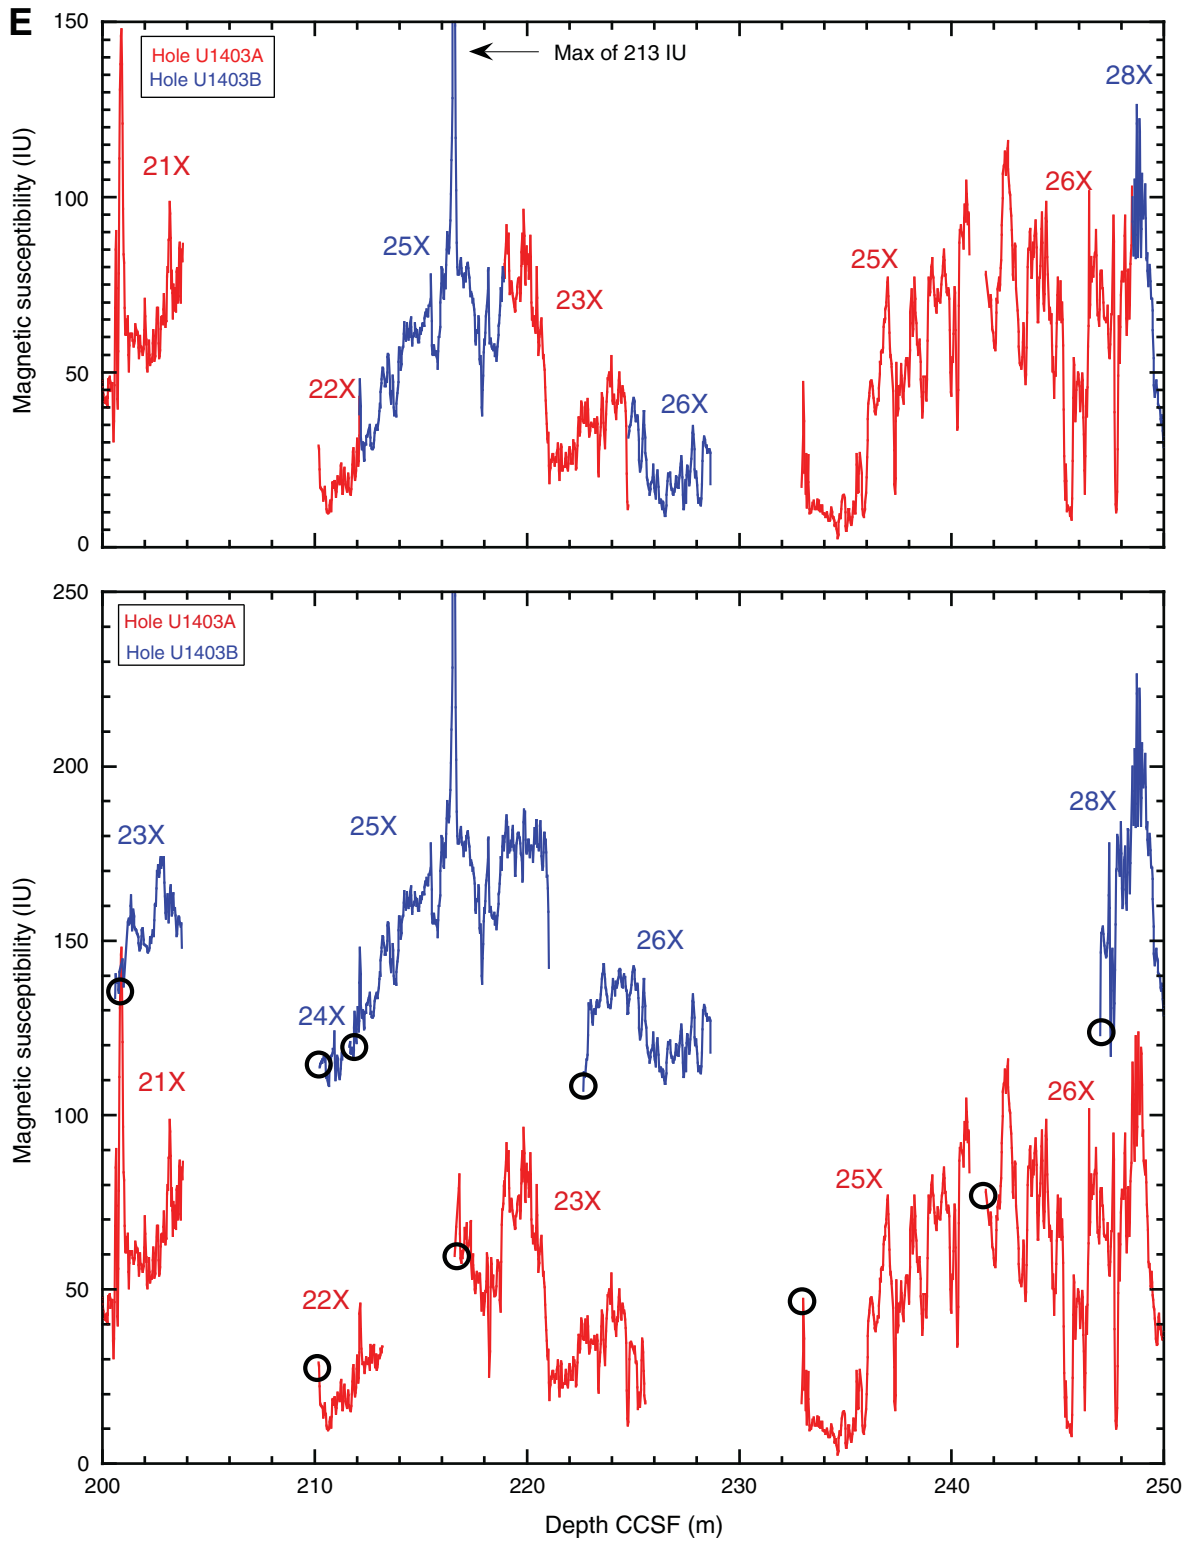 E
150
Hole U1403A
Hole U1403B
Max of 213 IU
28X
21X
100
26X
25X
25X
23X
22X
26X
50
0
Magnetic susceptibility (IU)
250
Hole U1403A
Hole U1403B
200
28X
25X
23X
150
26X
24X
21X
100
26X
25X
23X
22X
50
0
Magnetic susceptibility (IU)
200
210
220
230
240
250
Depth CCSF (m)